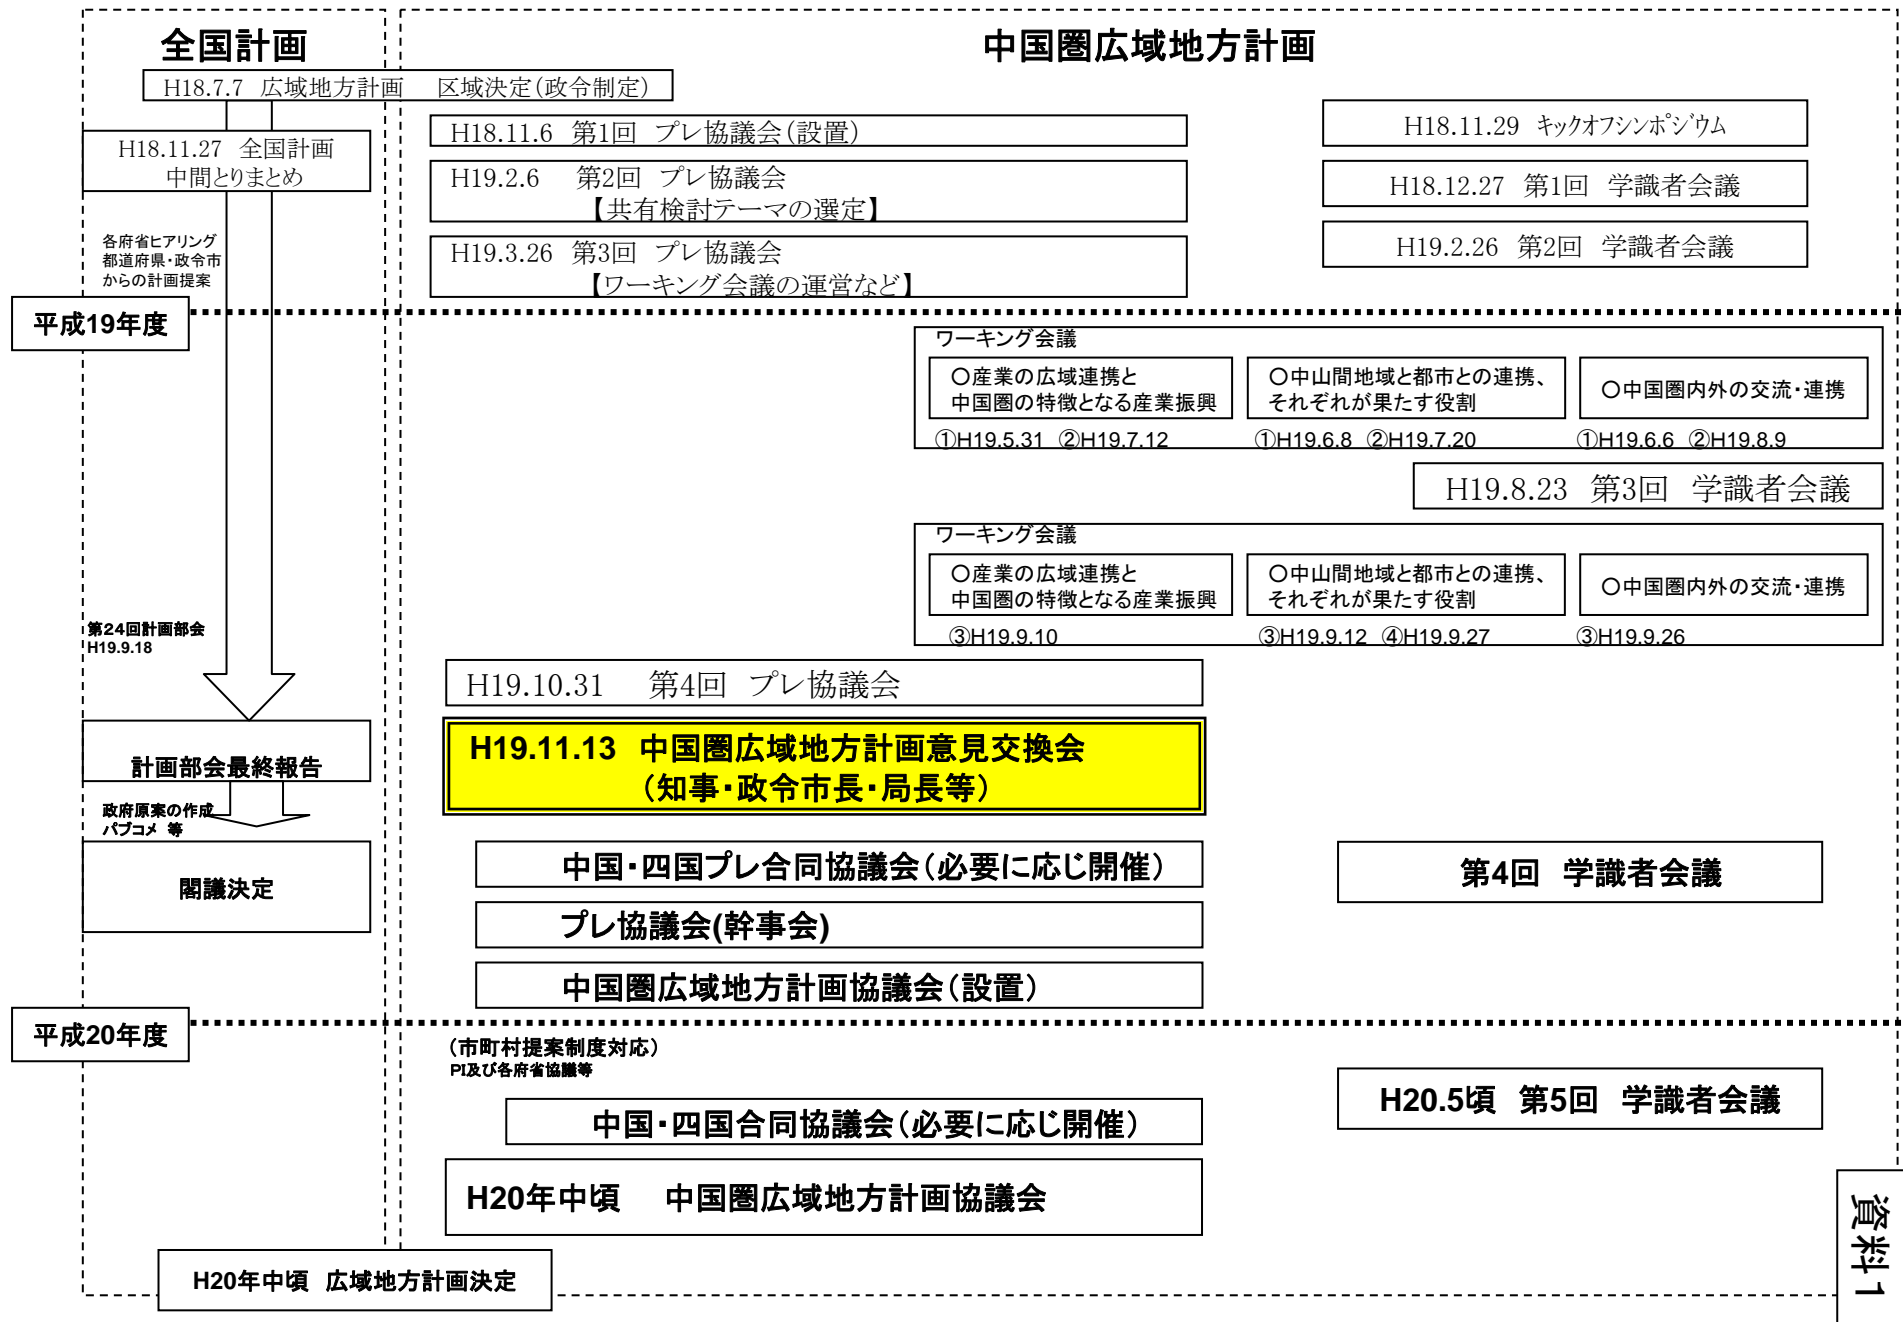 全国計画
中国圏広域地方計画
H18.7.7 広域地方計画 区域決定(政令制定)
H18.11.27 全国計画
中間とりまとめ
H18.11.6 第1回 プレ協議会(設置)
H18.11.29 キックオフシンポジウム
H19.2.6 第2回 プレ協議会
【共有検討テーマの選定】
H18.12.27 第1回 学識者会議
H19.3.26 第3回 プレ協議会
【ワーキング会議の運営など】
H19.2.26 第2回 学識者会議
各府省ヒアリング
都道府県・政令市
からの計画提案
平成19年度
ワーキング会議
○産業の広域連携と
中国圏の特徴となる産業振興
①H19.5.31 ②H19.7.12
○中山間地域と都市との連携、
それぞれが果たす役割
①H19.6.8 ②H19.7.20
○中国圏内外の交流・連携
①H19.6.6 ②H19.8.9
H19.8.23 第3回 学識者会議
ワーキング会議
○産業の広域連携と
中国圏の特徴となる産業振興
③H19.9.10
○中山間地域と都市との連携、
それぞれが果たす役割
③H19.9.12 ④H19.9.27
○中国圏内外の交流・連携
③H19.9.26
第24回計画部会
H19.9.18
H19.10.31 第4回 プレ協議会
計画部会最終報告
H19.11.13 中国圏広域地方計画意見交換会
(知事・政令市長・局長等)
政府原案の作成
パブコメ 等
閣議決定
中国・四国プレ合同協議会(必要に応じ開催)
第4回 学識者会議
プレ協議会(幹事会)
中国圏広域地方計画協議会(設置)
平成20年度
(市町村提案制度対応)
PI及び各府省協議等
H20.5頃 第5回 学識者会議
中国・四国合同協議会(必要に応じ開催)
H20年中頃 中国圏広域地方計画協議会
H20年中頃 広域地方計画決定
資料1